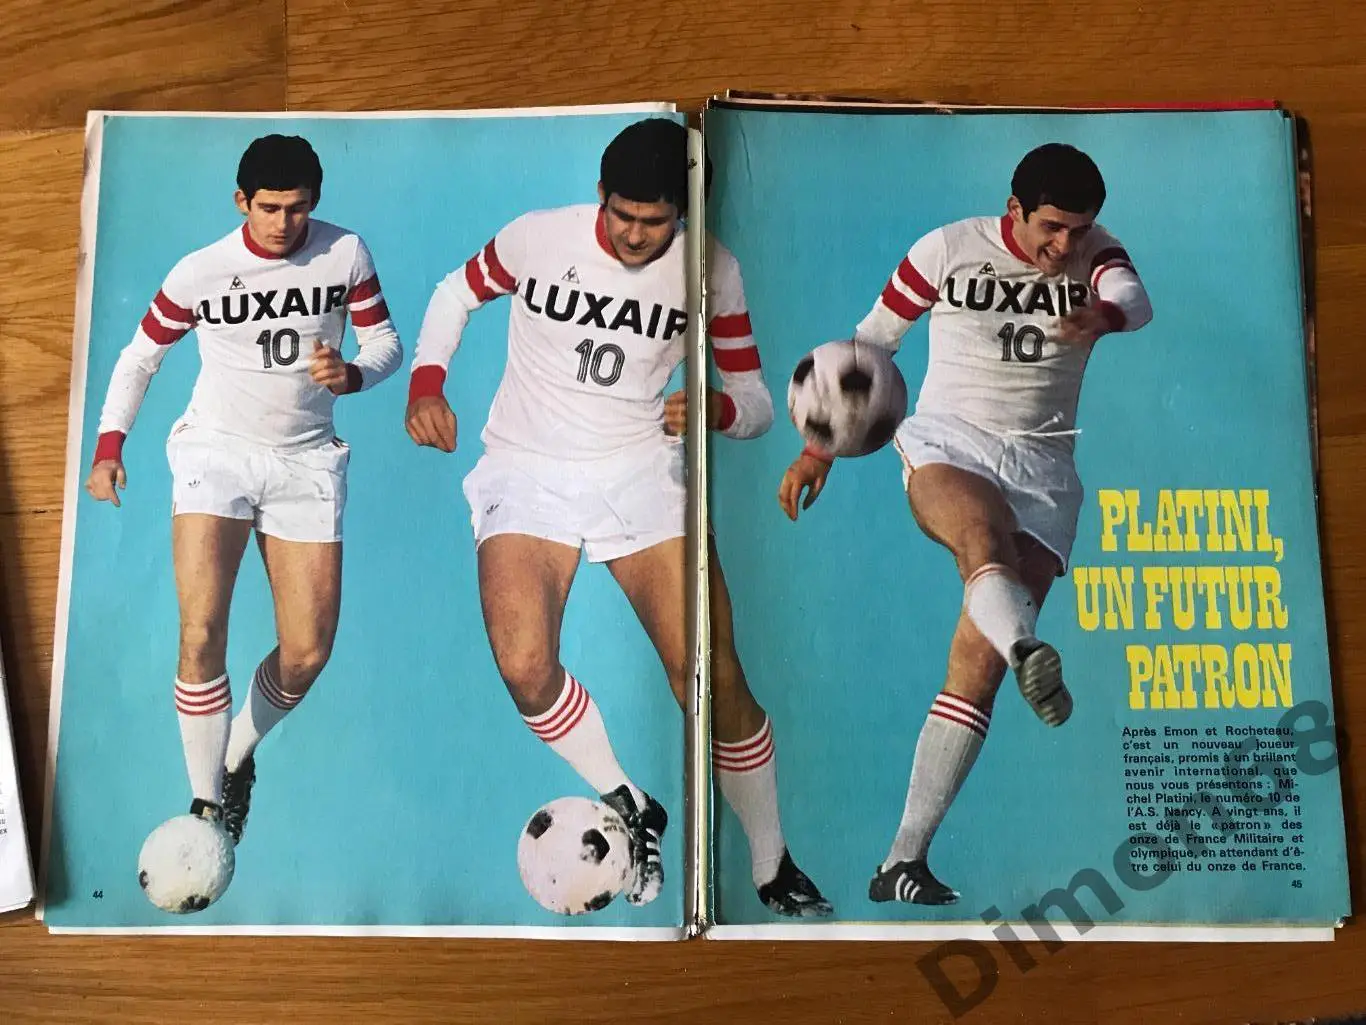 LUXAIR
10
LUXAIR
10
LUXAIR
10
PLATINI,
UN FUTUR
PATRON
Après Emon et Rocheteau,
c'est un nouveau joueur
français, promis à un brillant
avenir international, que
nous vous présentons : Mi-
chel Platini, le numéro 10 de
l'A.S. Nancy. A vingt ans, il
est déjà le «patron» des
onze de France Militaire et
olympique, en attendant d'ê-
tre celui du onze de France.
44
45